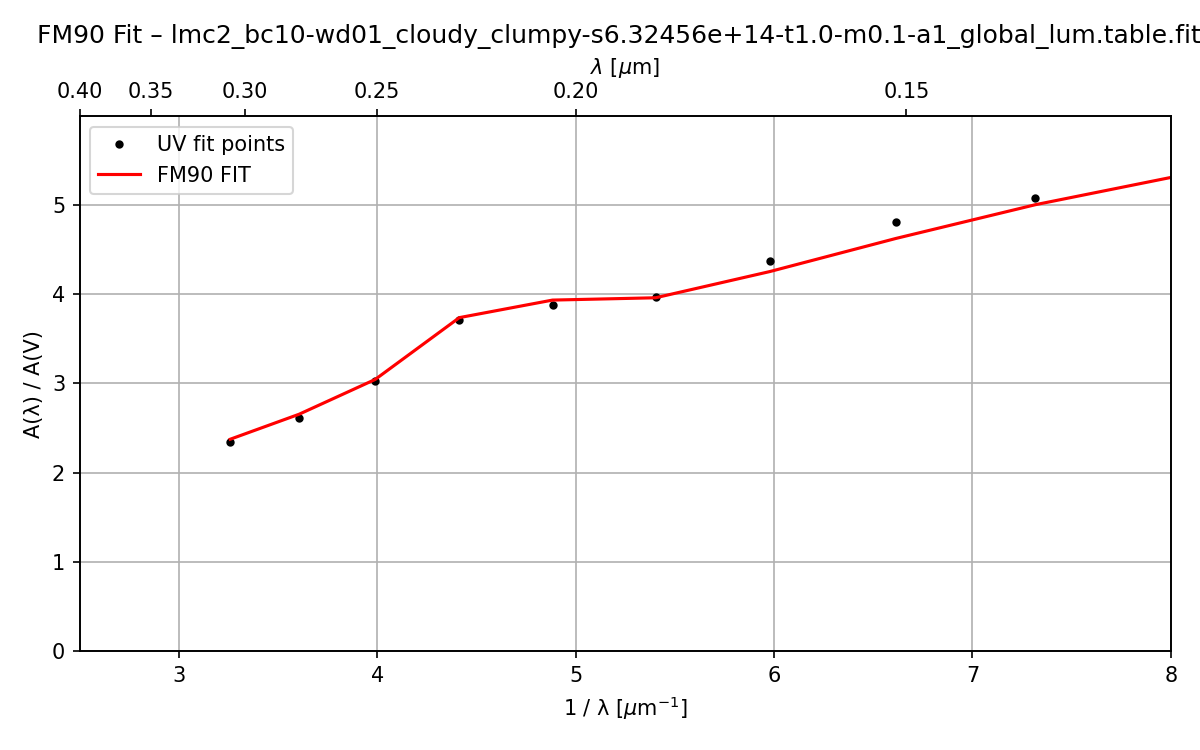 FM90 Fit – lmc2_bc10-wd01_cloudy_clumpy-s6.32456e+14-t1.0-m0.1-a1_global_lum.table.fit
λ [μm]
0.40 0.35 0.30 0.25 0.20 0.15
UV fit points
FM90 FIT
A(λ) / A(V)
5
4
3
2
1
0
3 4 5 6 7 8
1 / λ [μm⁻¹]